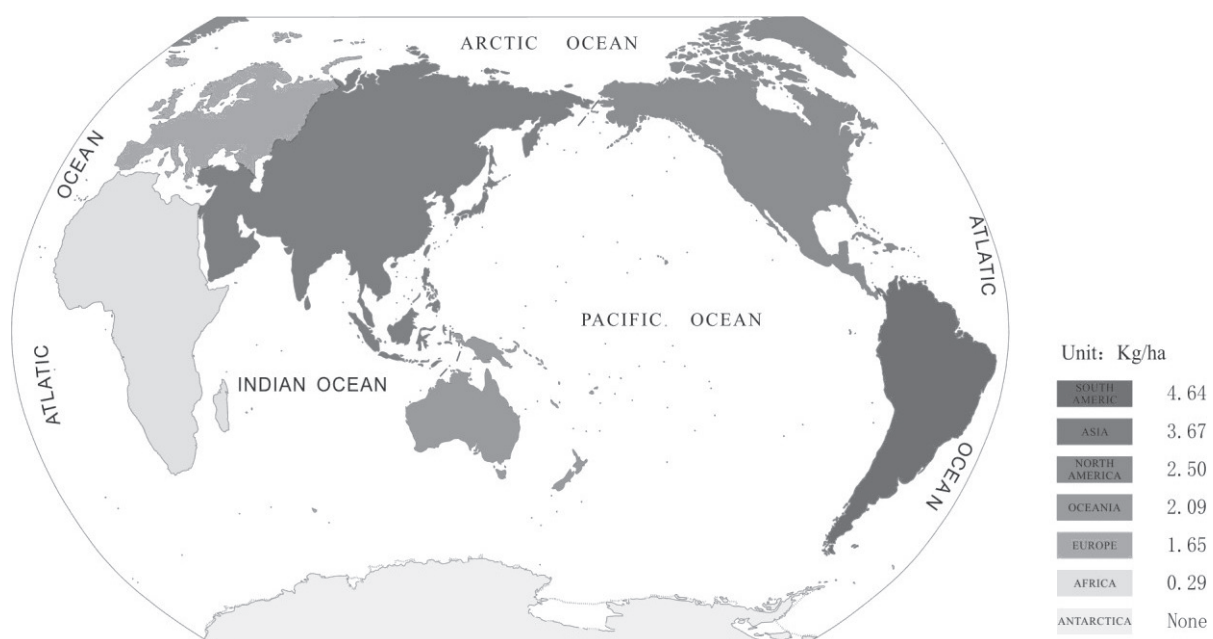 ARCTIC OCEAN
OCEAN
ATLATIC
INDIAN OCEAN
PACIFIC OCEAN
ATLATIC
OCEAN
Unit: Kg/ha
SOUTH
AMERIC
4.64
ASIA
3.67
NORTH
AMERICA
2.50
OCEANIA
2.09
EUROPE
1.65
AFRICA
0.29
ANTARCTICA
None